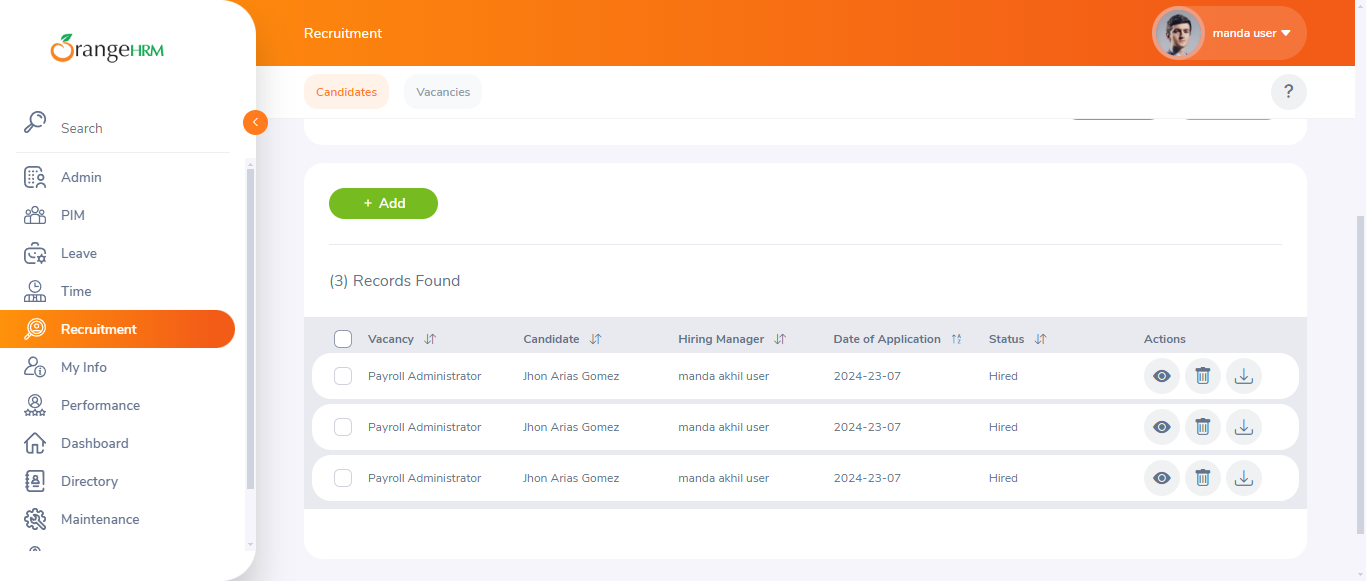 OrangeHRM
Recruitment
manda user
Candidates
Vacancies
?
Search
Admin
PIM
Leave
Time
Recruitment
My Info
Performance
Dashboard
Directory
Maintenance
+ Add
(3) Records Found
Vacancy Candidate Hiring Manager Date of Application Status Actions
Payroll Administrator Jhon Arias Gomez manda akhil user 2024-23-07 Hired
Payroll Administrator Jhon Arias Gomez manda akhil user 2024-23-07 Hired
Payroll Administrator Jhon Arias Gomez manda akhil user 2024-23-07 Hired